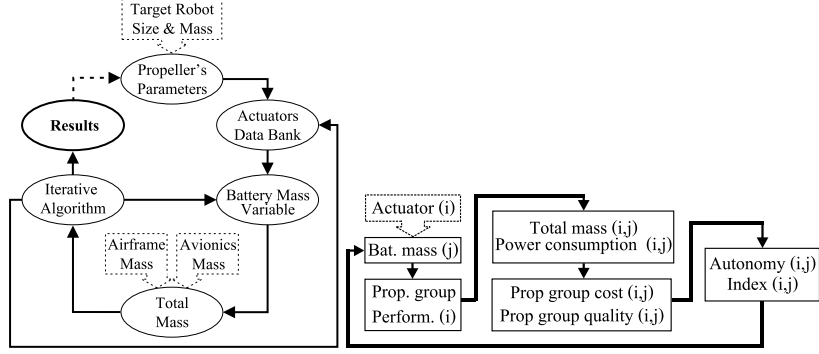 Target Robot
Size & Mass
Propeller's
Parameters
Results
Actuators
Data Bank
Iterative
Algorithm
Battery Mass
Variable
Airframe
Mass
Avionics
Mass
Total
Mass
Actuator (i)
Bat. mass (j)
Prop. group
Perform. (i)
Total mass (i,j)
Power consumption (i,j)
Prop group cost (i,j)
Prop group quality (i,j)
Autonomy (i,j)
Index (i,j)